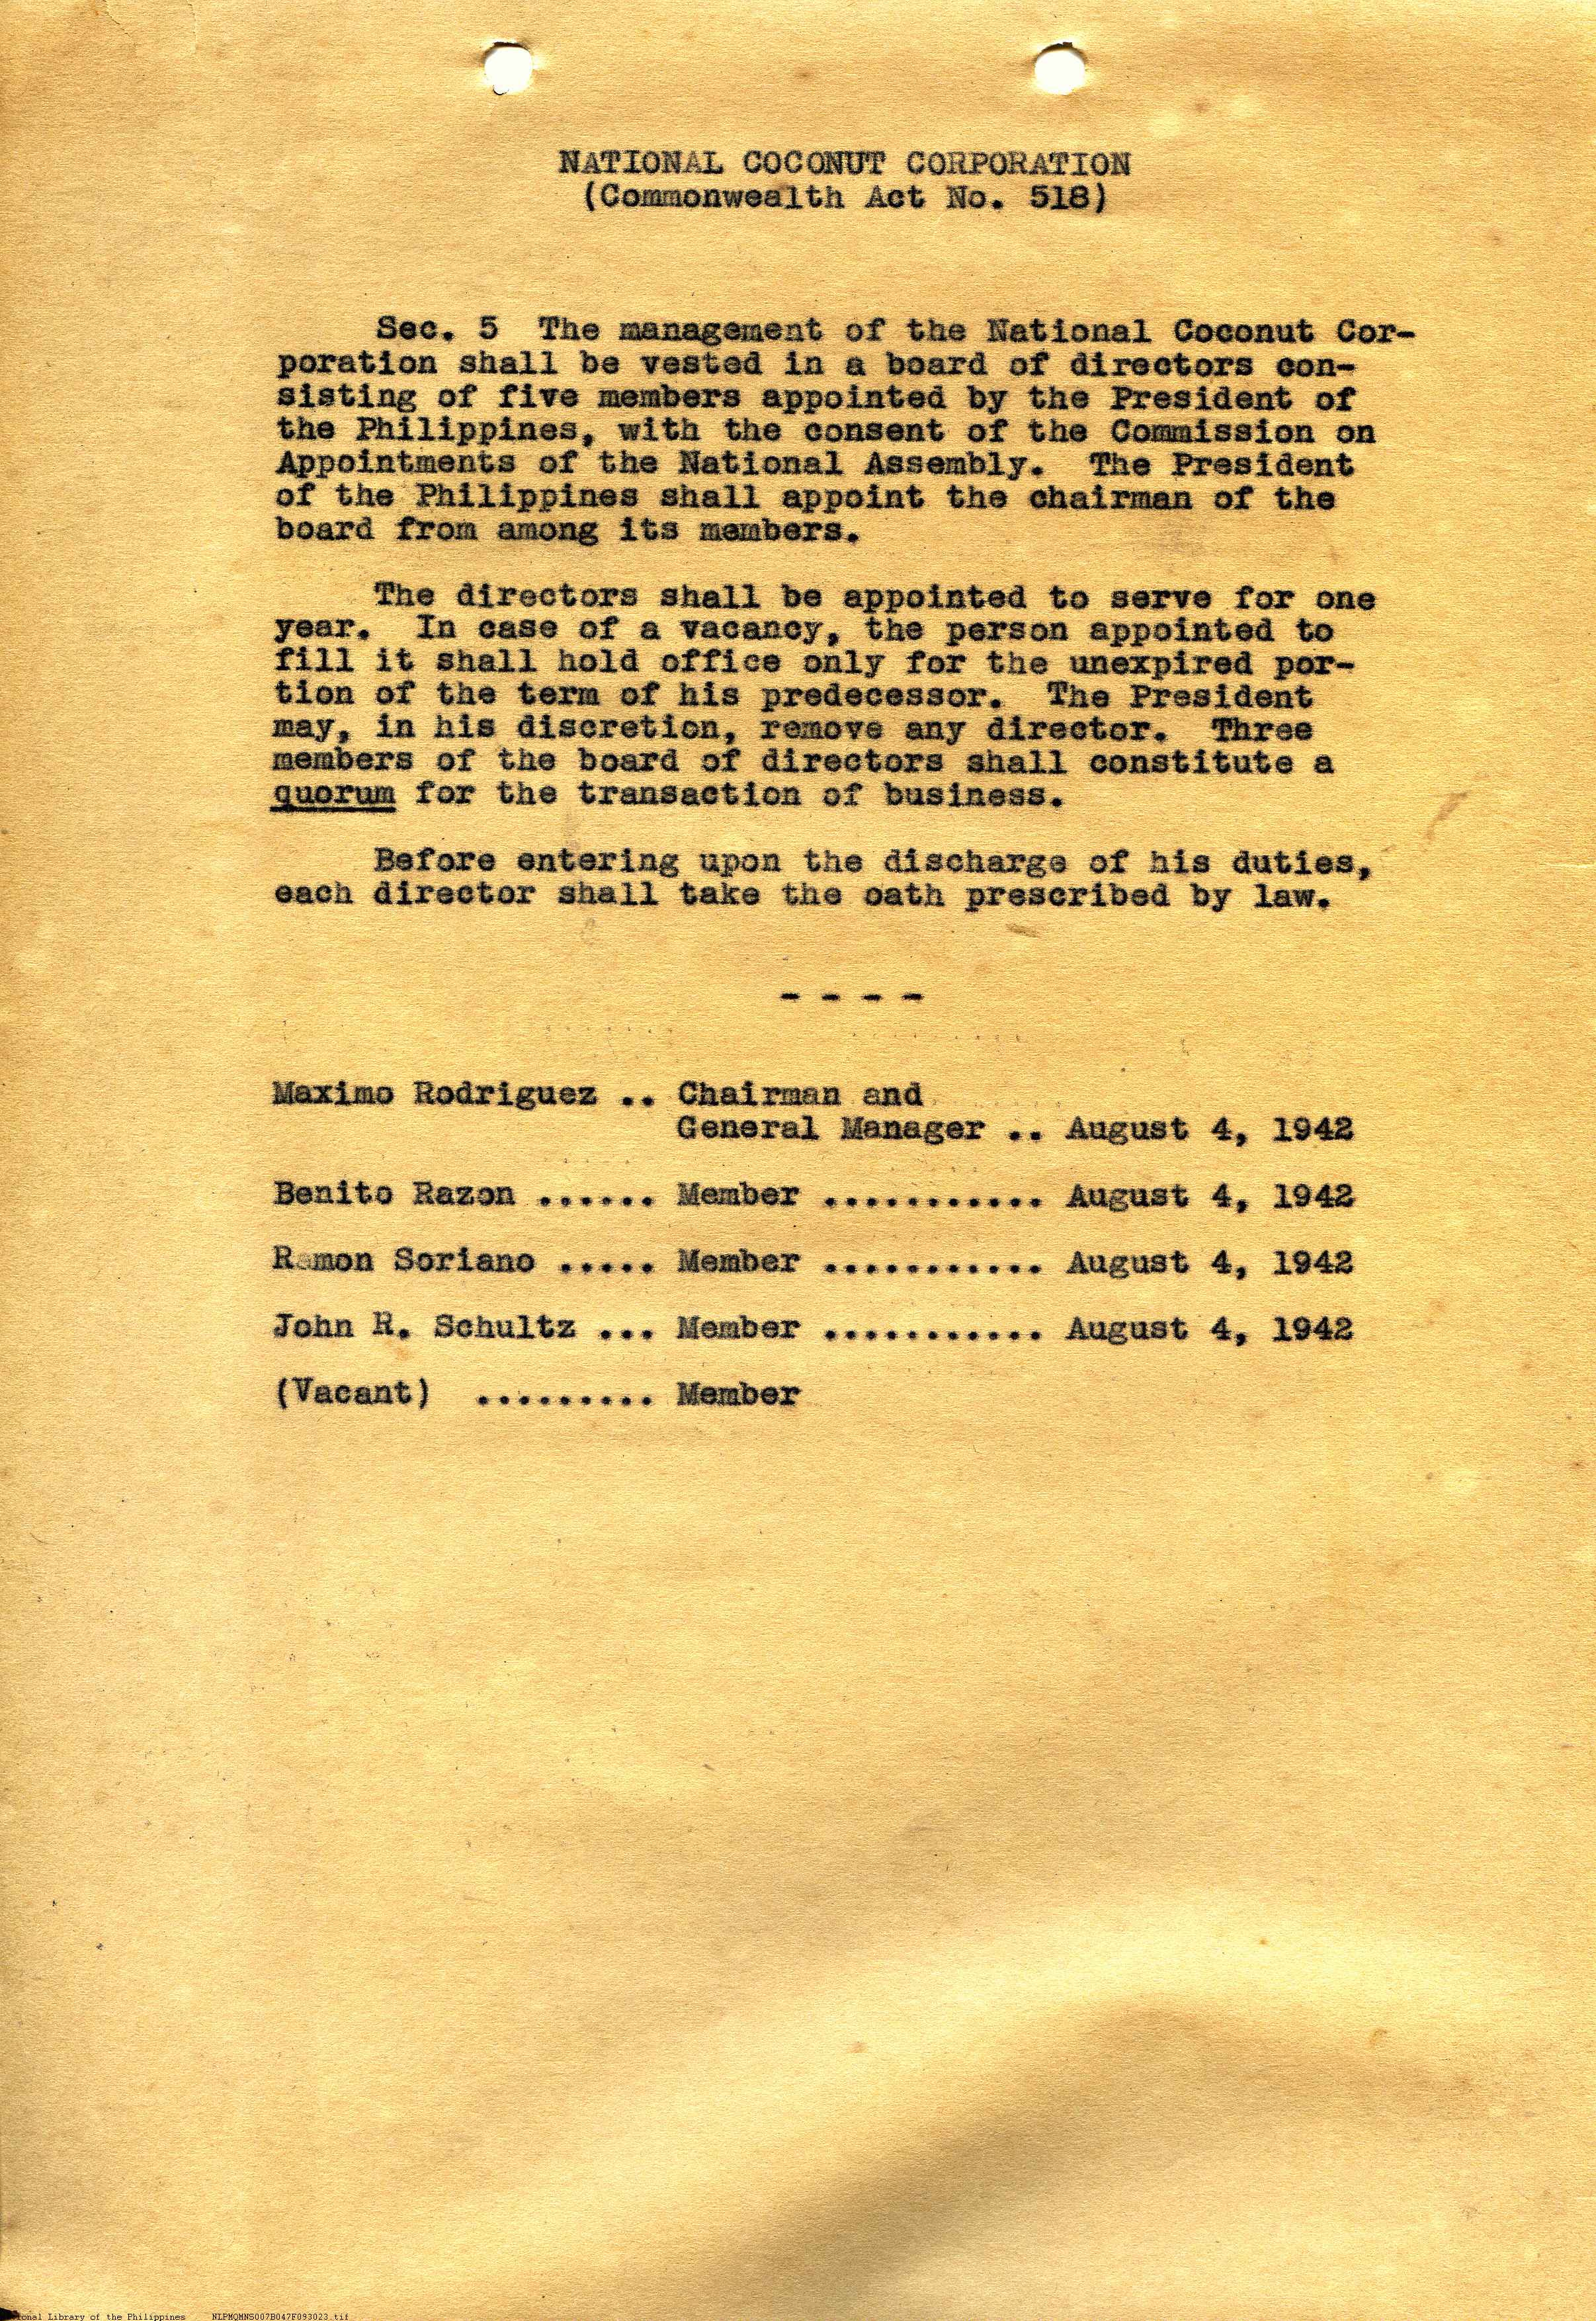 NATIONAL COCONUT CORPORATION
(Commonwealth Act No. 518)
Sec. 5 The management of the National Coconut Cor-
poration shall be vested in a board of directors con-
sisting of five members appointed by the President of
the Philippines, with the consent of the Commission on
Appointments of the National Assembly. The President
of the Philippines shall appoint the chairman of the
board from among its members.
The directors shall be appointed to serve for one
year. In case of a vacancy, the person appointed to
fill it shall hold office only for the unexpired por-
tion of the term of his predecessor. The President
may, in his discretion, remove any director. Three
members of the board of directors shall constitute a
quorum for the transaction of business.
Before entering upon the discharge of his duties,
each director shall take the oath prescribed by law.
- - - -
Maximo Rodriguez .. Chairman and
General Manager .. August 4, 1942
Benito Razon ...... Member ........... August 4, 1942
Ramon Soriano ..... Member ........... August 4, 1942
John R. Schultz ... Member ........... August 4, 1942
(Vacant) ......... Member
ional Library of the Philippines NLPMQMNS007B047F093023.tif